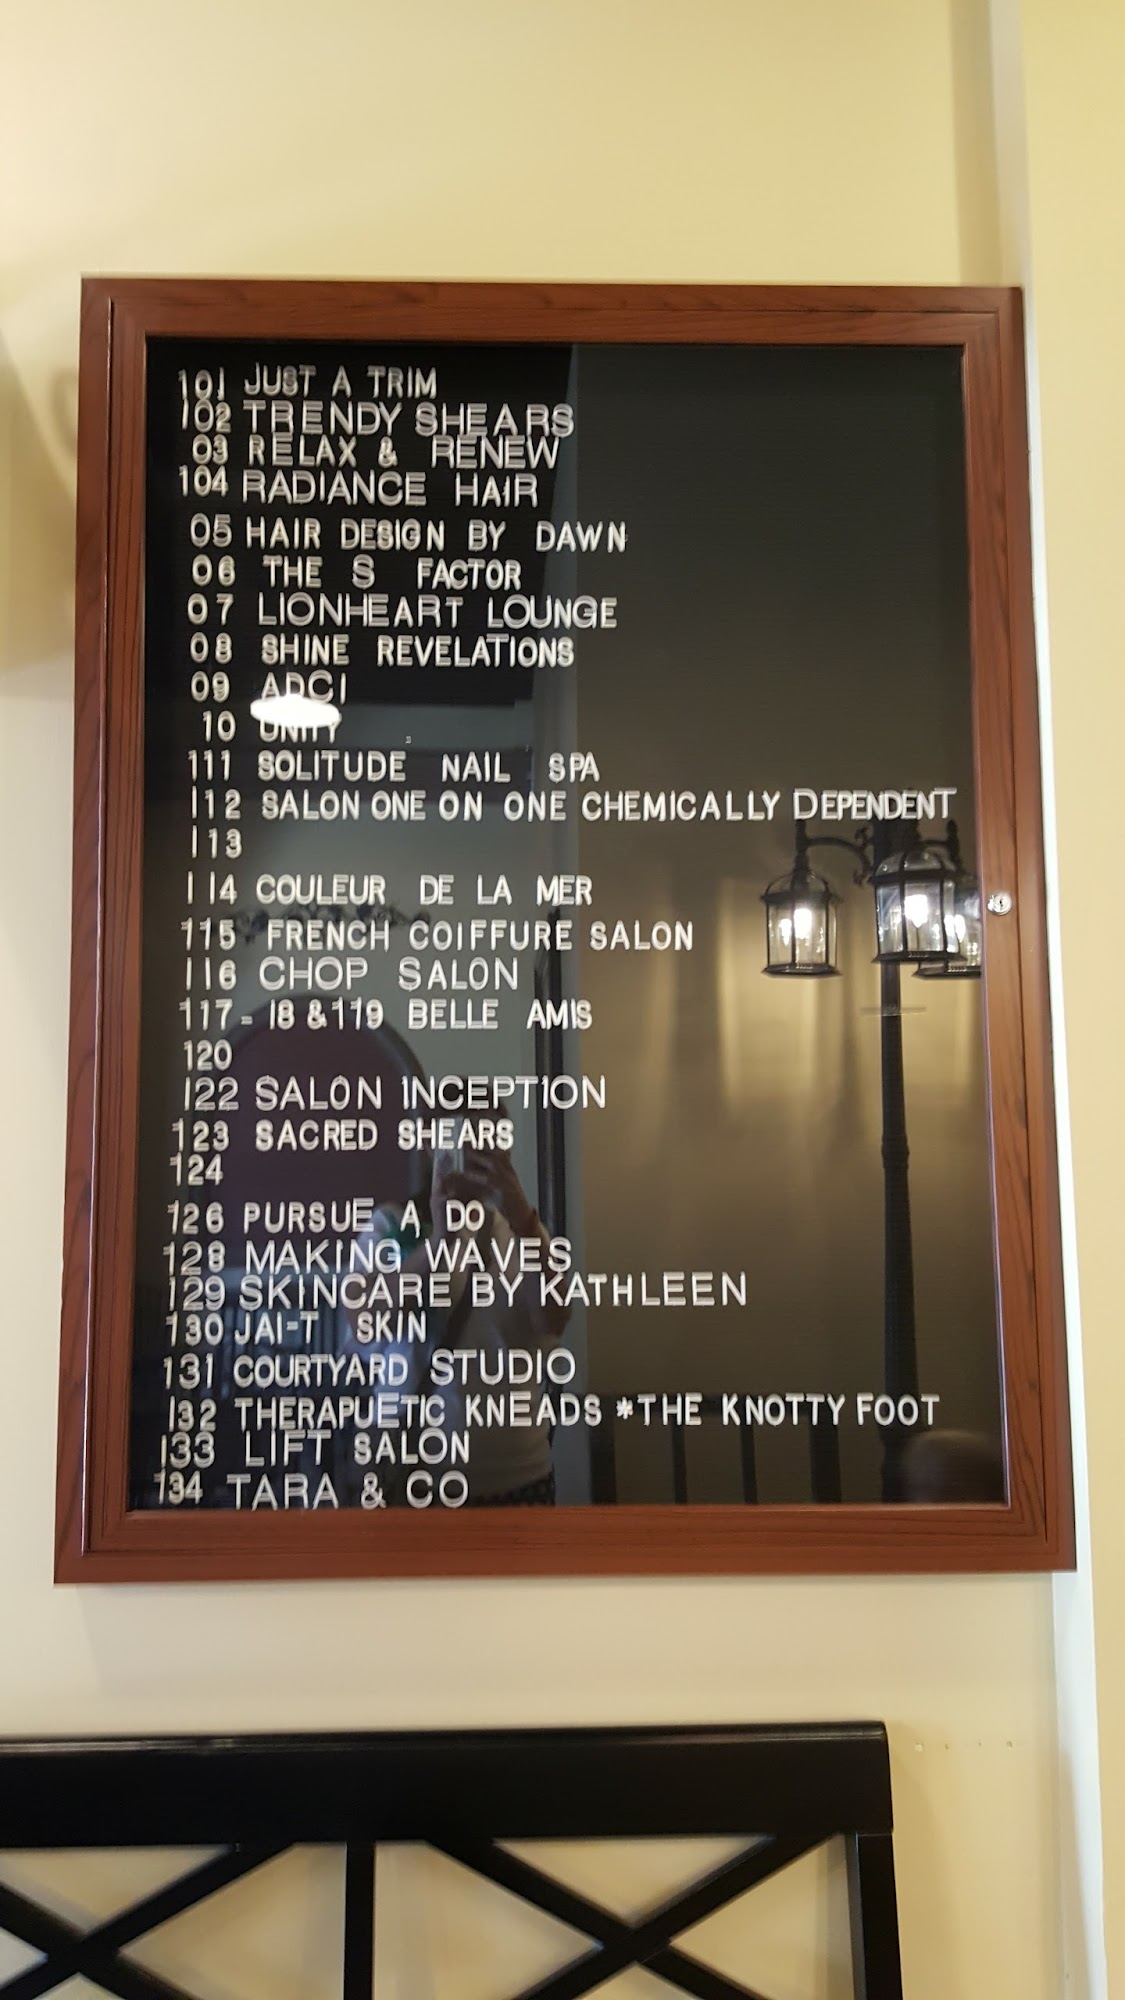 101 JUST A TRIM
102 TRENDY SHEARS
03 RELAX & RENEW
104 RADIANCE HAIR
05 HAIR DESIGN BY DAWN
06 THE S FACTOR
07 LIONHEART LOUNGE
08 SHINE REVELATIONS
09 ADCI
10 UNITY
111 SOLITUDE NAIL SPA
112 SALON ONE ON ONE CHEMICALLY DEPENDENT
113
114 COULEUR DE LA MER
115 FRENCH COIFFURE SALON
116 CHOP SALON
117- 18 & 119 BELLE AMIS
120
122 SALON INCEPTION
123 SACRED SHEARS
124
126 PURSUE A DO
128 MAKING WAVES
129 SKINCARE BY KATHLEEN
130 JAI-T SKIN
131 COURTYARD STUDIO
132 THERAPUETIC KNEADS *THE KNOTTY FOOT
133 LIFT SALON
134 TARA & CO